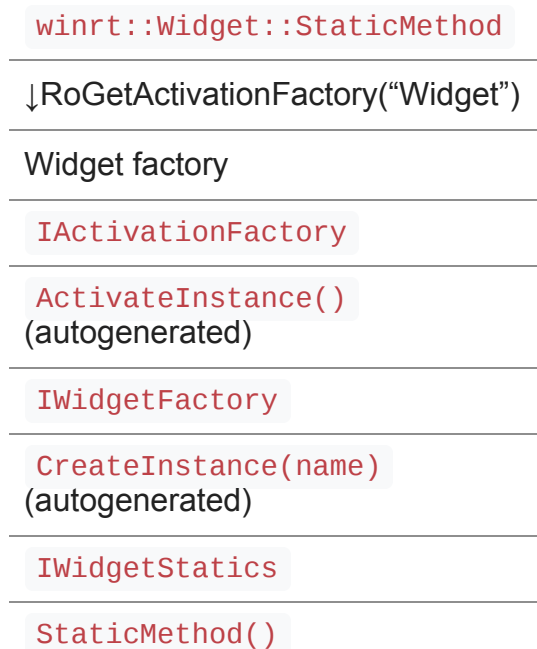 winrt::Widget::StaticMethod
↓RoGetActivationFactory(“Widget”)
Widget factory
IActivationFactory
ActivateInstance()
(autogenerated)
IWidgetFactory
CreateInstance(name)
(autogenerated)
IWidgetStatics
StaticMethod()